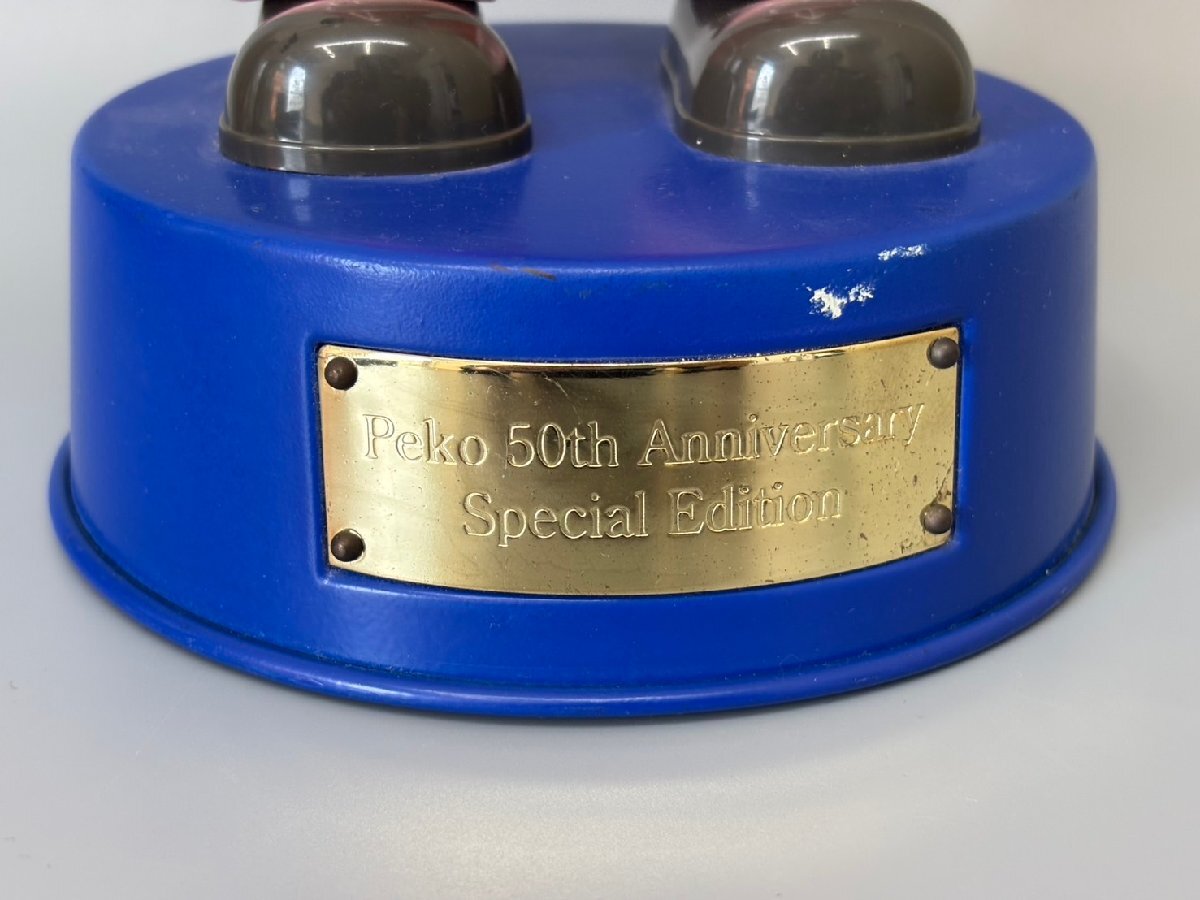 Peko 50th Anniversary
Special Edition